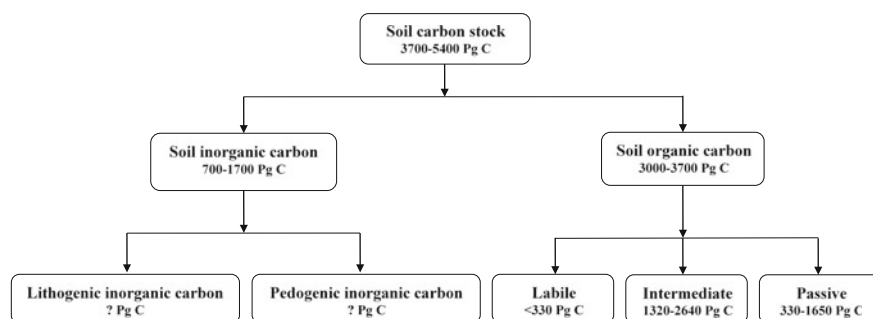 Soil carbon stock
3700-5400 Pg C
Soil inorganic carbon
700-1700 Pg C
Soil organic carbon
3000-3700 Pg C
Lithogenic inorganic carbon
? Pg C
Pedogenic inorganic carbon
? Pg C
Labile
<330 Pg C
Intermediate
1320-2640 Pg C
Passive
330-1650 Pg C